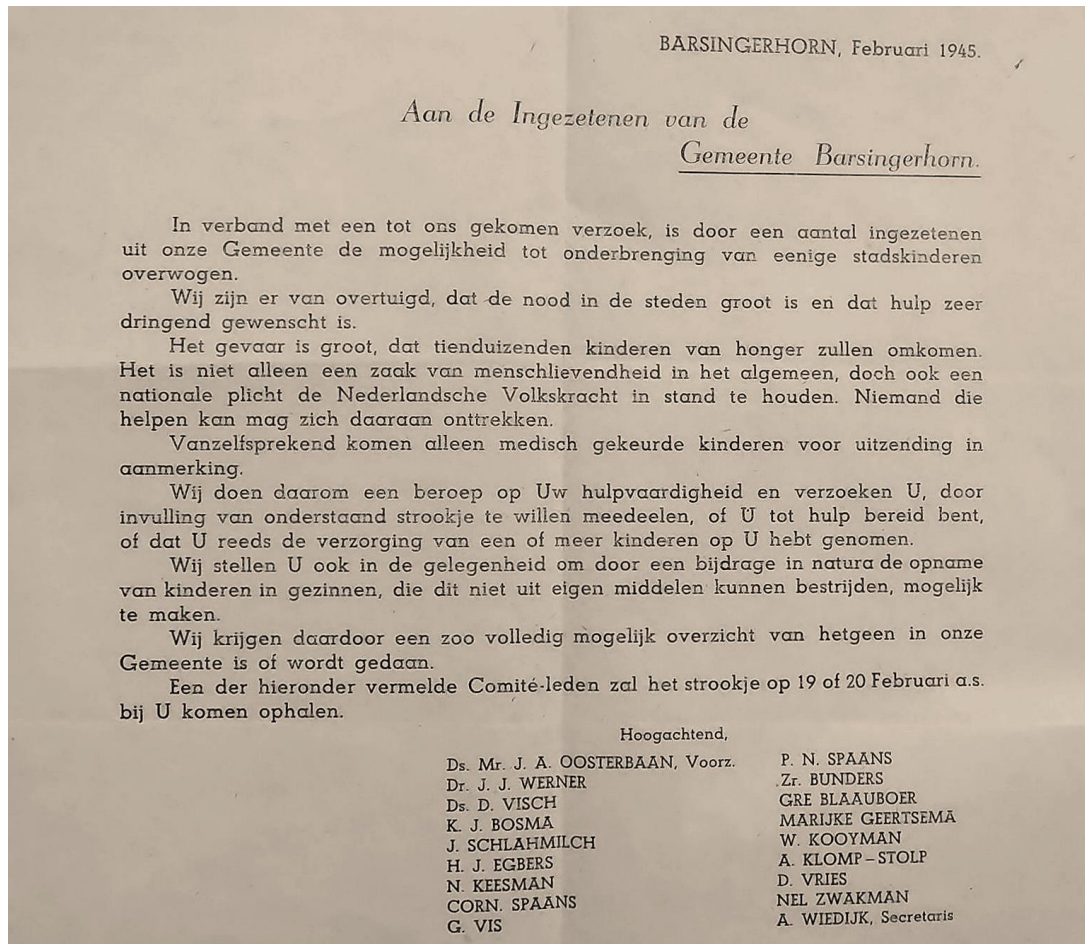 BARSINGERHORN, Februari 1945.
Aan de Ingezetenen van de
Gemeente Barsingerhorn.
In verband met een tot ons gekomen verzoek, is door een aantal ingezetenen
uit onze Gemeente de mogelijkheid tot onderbrenging van eenige stadskinderen
overwogen.
Wij zijn er van overtuigd, dat de nood in de steden groot is en dat hulp zeer
dringend gewenscht is.
Het gevaar is groot, dat tienduizenden kinderen van honger zullen omkomen.
Het is niet alleen een zaak van menschlievendheid in het algemeen, doch ook een
nationale plicht de Nederlandsche Volkskracht in stand te houden. Niemand die
helpen kan mag zich daaraan onttrekken.
Vanzelfsprekend komen alleen medisch gekeurde kinderen voor uitzending in
aanmerking.
Wij doen daarom een beroep op Uw hulpvaardigheid en verzoeken U, door
invulling van onderstaand strookje te willen meedeelen, of U tot hulp bereid bent,
of dat U reeds de verzorging van een of meer kinderen op U hebt genomen.
Wij stellen U ook in de gelegenheid om door een bijdrage in natura de opname
van kinderen in gezinnen, die dit niet uit eigen middelen kunnen bestrijden, mogelijk
te maken.
Wij krijgen daardoor een zoo volledig mogelijk overzicht van hetgeen in onze
Gemeente is of wordt gedaan.
Een der hieronder vermelde Comité-leden zal het strookje op 19 of 20 Februari a.s.
bij U komen ophalen.
Hoogachtend,
Ds. Mr. J. A. OOSTERBAAN, Voorz.
Dr. J. J. WERNER
Ds. D. VISCH
K. J. BOSMA
J. SCHLAHMILCH
H. J. EGBERS
N. KEESMAN
CORN. SPAANS
G. VIS
P. N. SPAANS
Zr. BUNDERS
GRE BLAAUBOER
MARIJKE GEERTSEMA
W. KOOYMAN
A. KLOMP-STOLP
D. VRIES
NEL ZWAKMAN
A. WIEDIJK, Secretaris